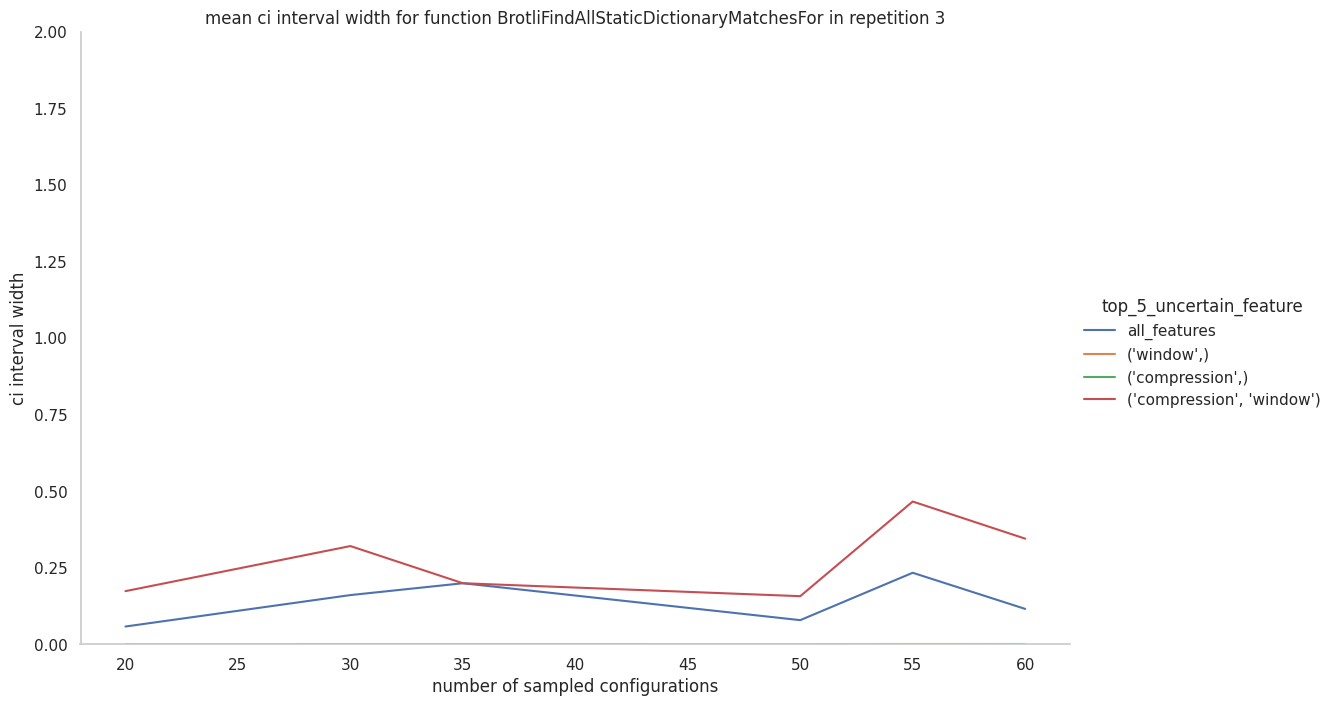 mean ci interval width for function BrotliFindAllStaticDictionaryMatchesFor in repetition 3
2.00
1.75
1.50
1.25
1.00
0.75
0.50
0.25
0.00
ci interval width
20
25
30
35
40
45
50
55
60
number of sampled configurations
top_5_uncertain_feature
all_features
('window',)
('compression',)
('compression', 'window')